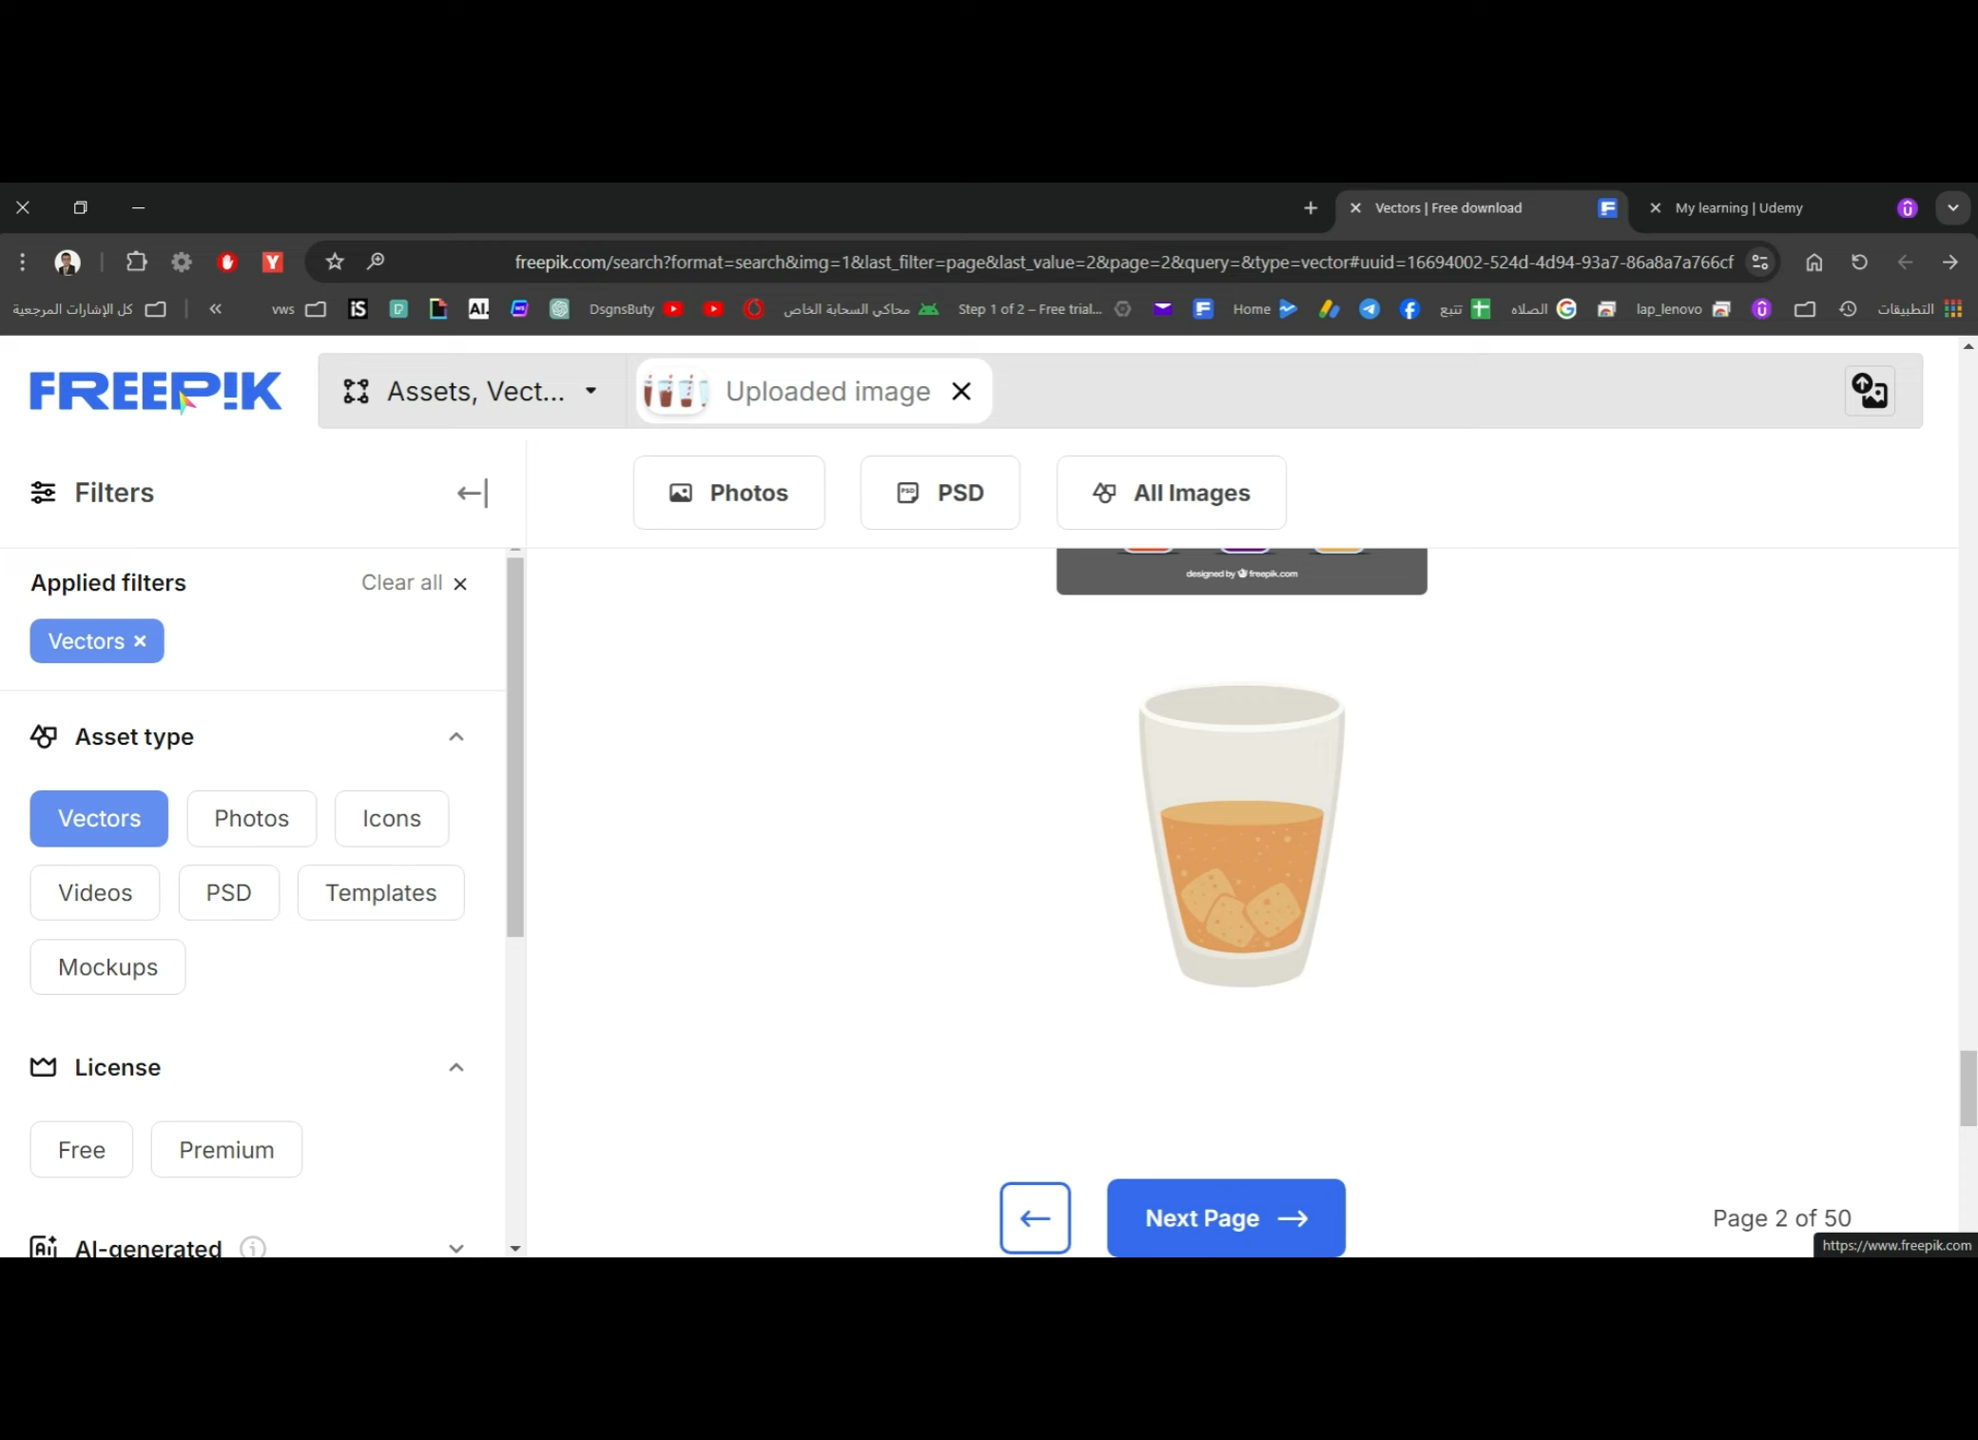 Vectors | Free download
My learning | Udemy
freepik.com/search?format=search&img=1&last_filter=page&last_value=2&page=2&query=&type=vector#uuid=16694002-524d-4d94-93a7-86a8a7a766cf
كل الإشارات المرجعية
vws
DsgnsButy
محاكي السحابة الخاص
Step 1 of 2 – Free trial...
Home
تتبع
الصلاه
lap_lenovo
التطبيقات
FREEP!K
Assets, Vect...
Uploaded image
Filters
Photos
PSD
All Images
Applied filters
Clear all
Vectors
designed by freepik.com
Asset type
Vectors
Photos
Icons
Videos
PSD
Templates
Mockups
License
Free
Premium
AI-generated
Next Page
Page 2 of 50
https://www.freepik.com